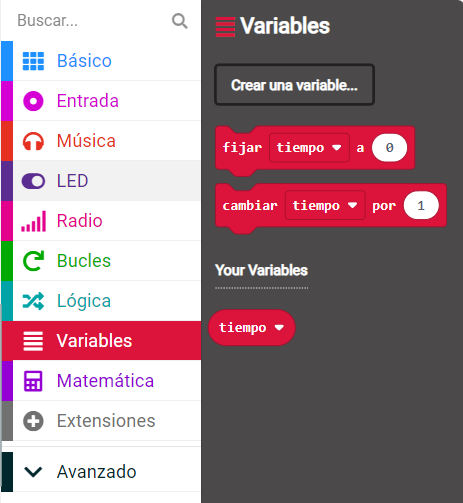 Buscar...
Básico
Entrada
Música
LED
Radio
Bucles
Lógica
Variables
Matemática
Extensiones
Avanzado
Variables
Crear una variable...
fijar tiempo a 0
cambiar tiempo por 1
Your Variables
tiempo